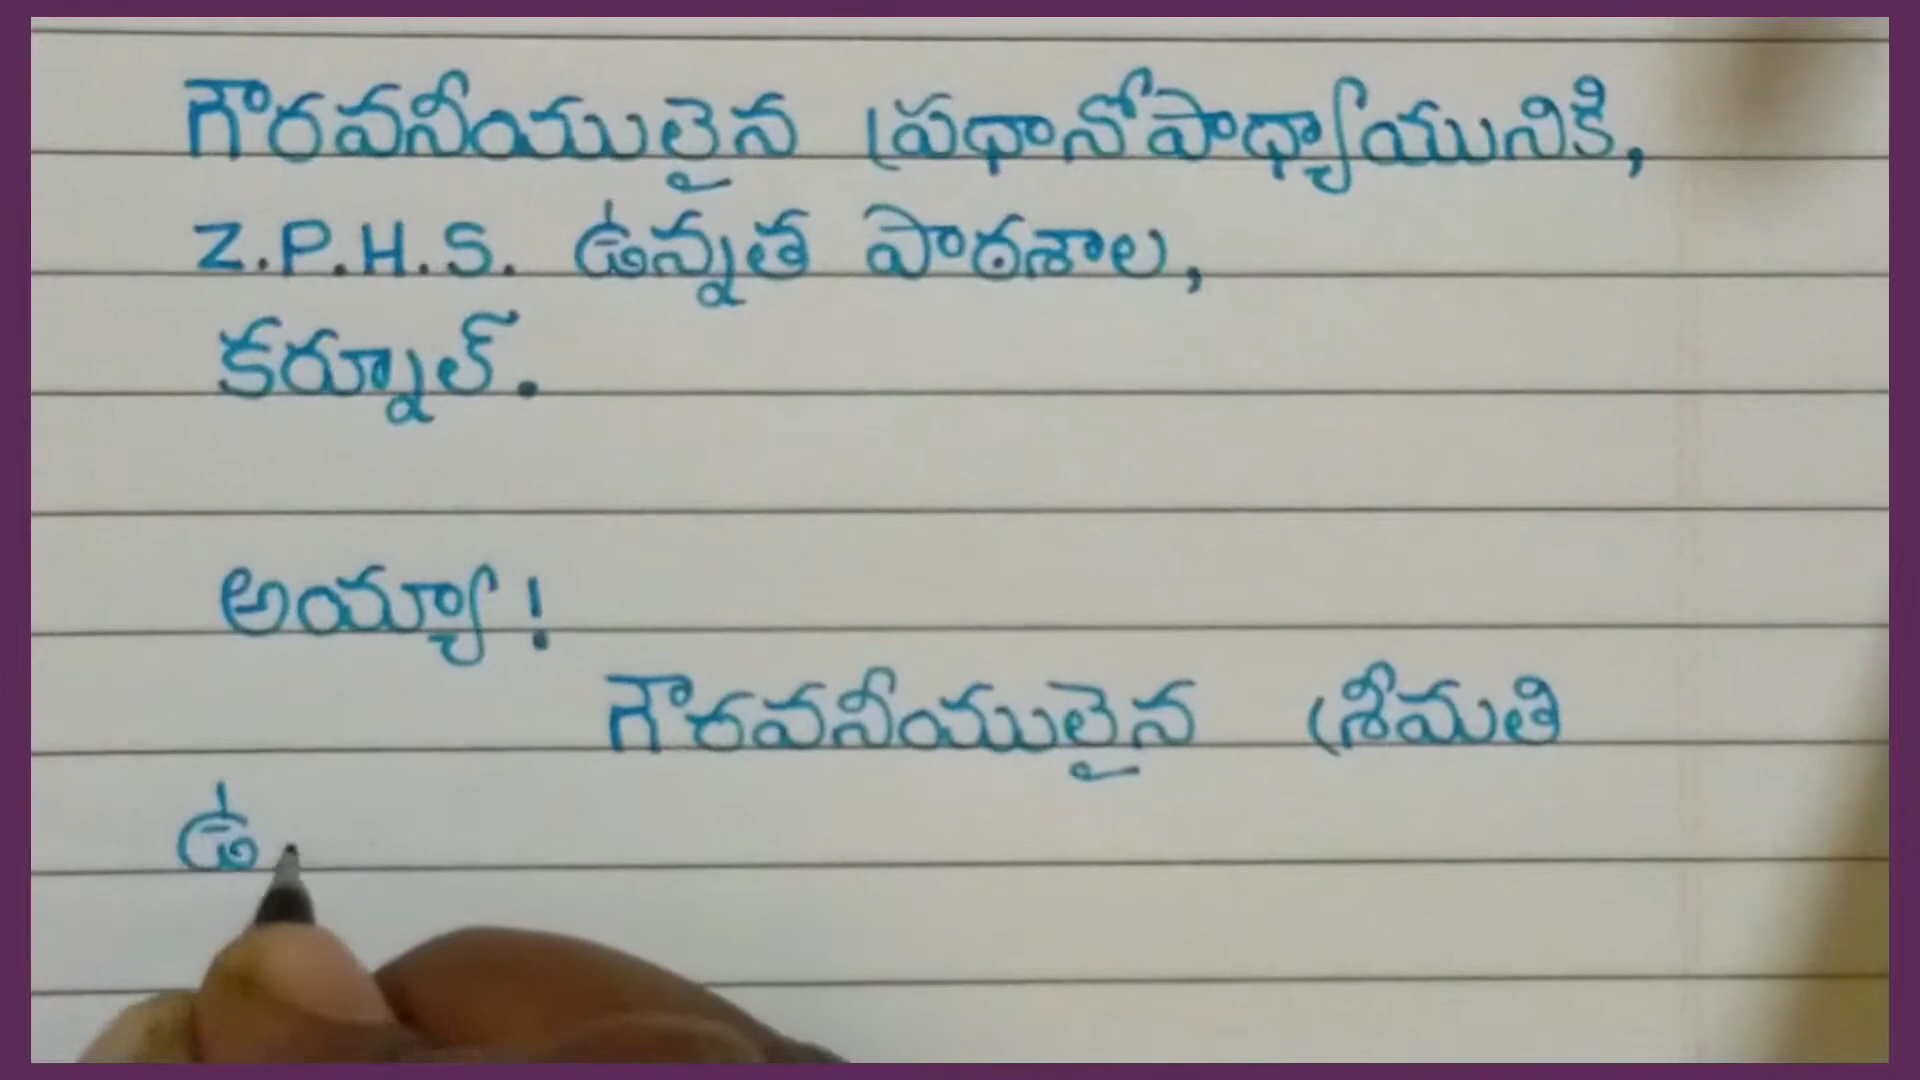 గౌరవనీయులైన ప్రధానోపాధ్యాయునికి,
Z.P.H.S. ఉన్నత పాఠశాల,
కర్నూల్.
అయ్యా!
గౌరవనీయులైన శ్రీమతి
ఉ